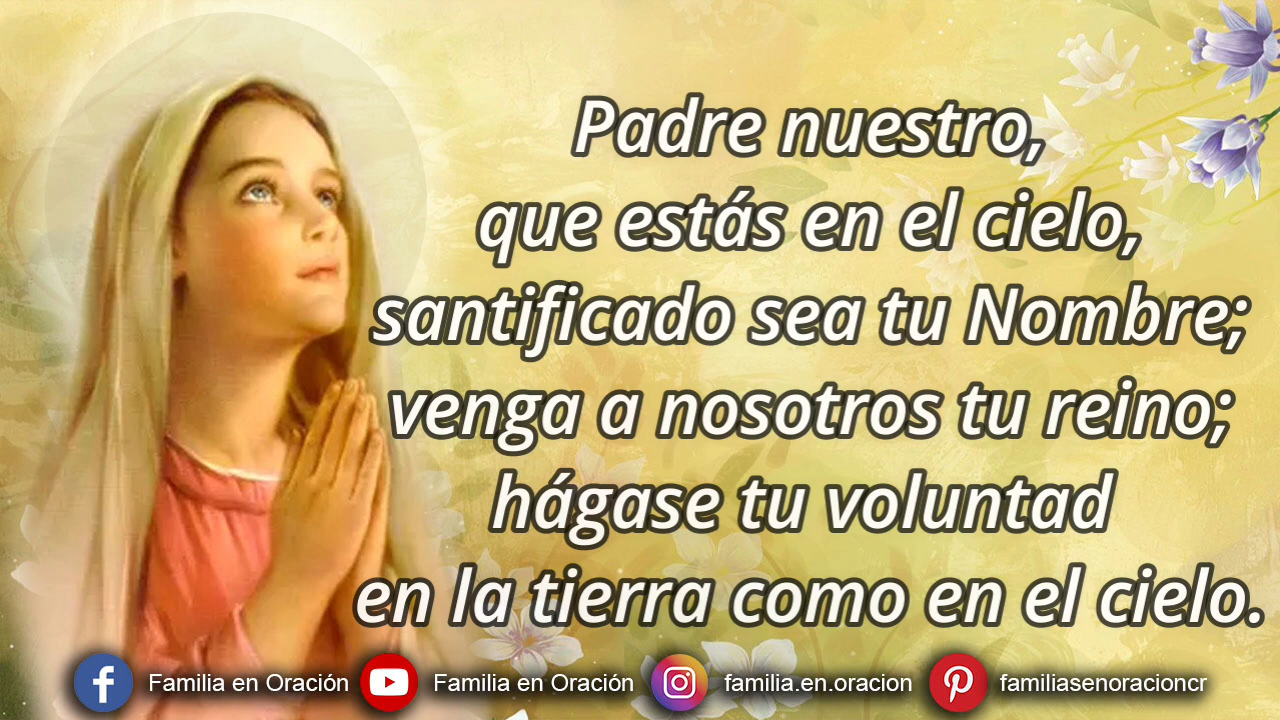 Padre nuestro,
que estás en el cielo,
santificado sea tu Nombre;
venga a nosotros tu reino;
hágase tu voluntad
en la tierra como en el cielo.
Familia en Oración Familia en Oración familia.en.oracion familiasenoracioncr